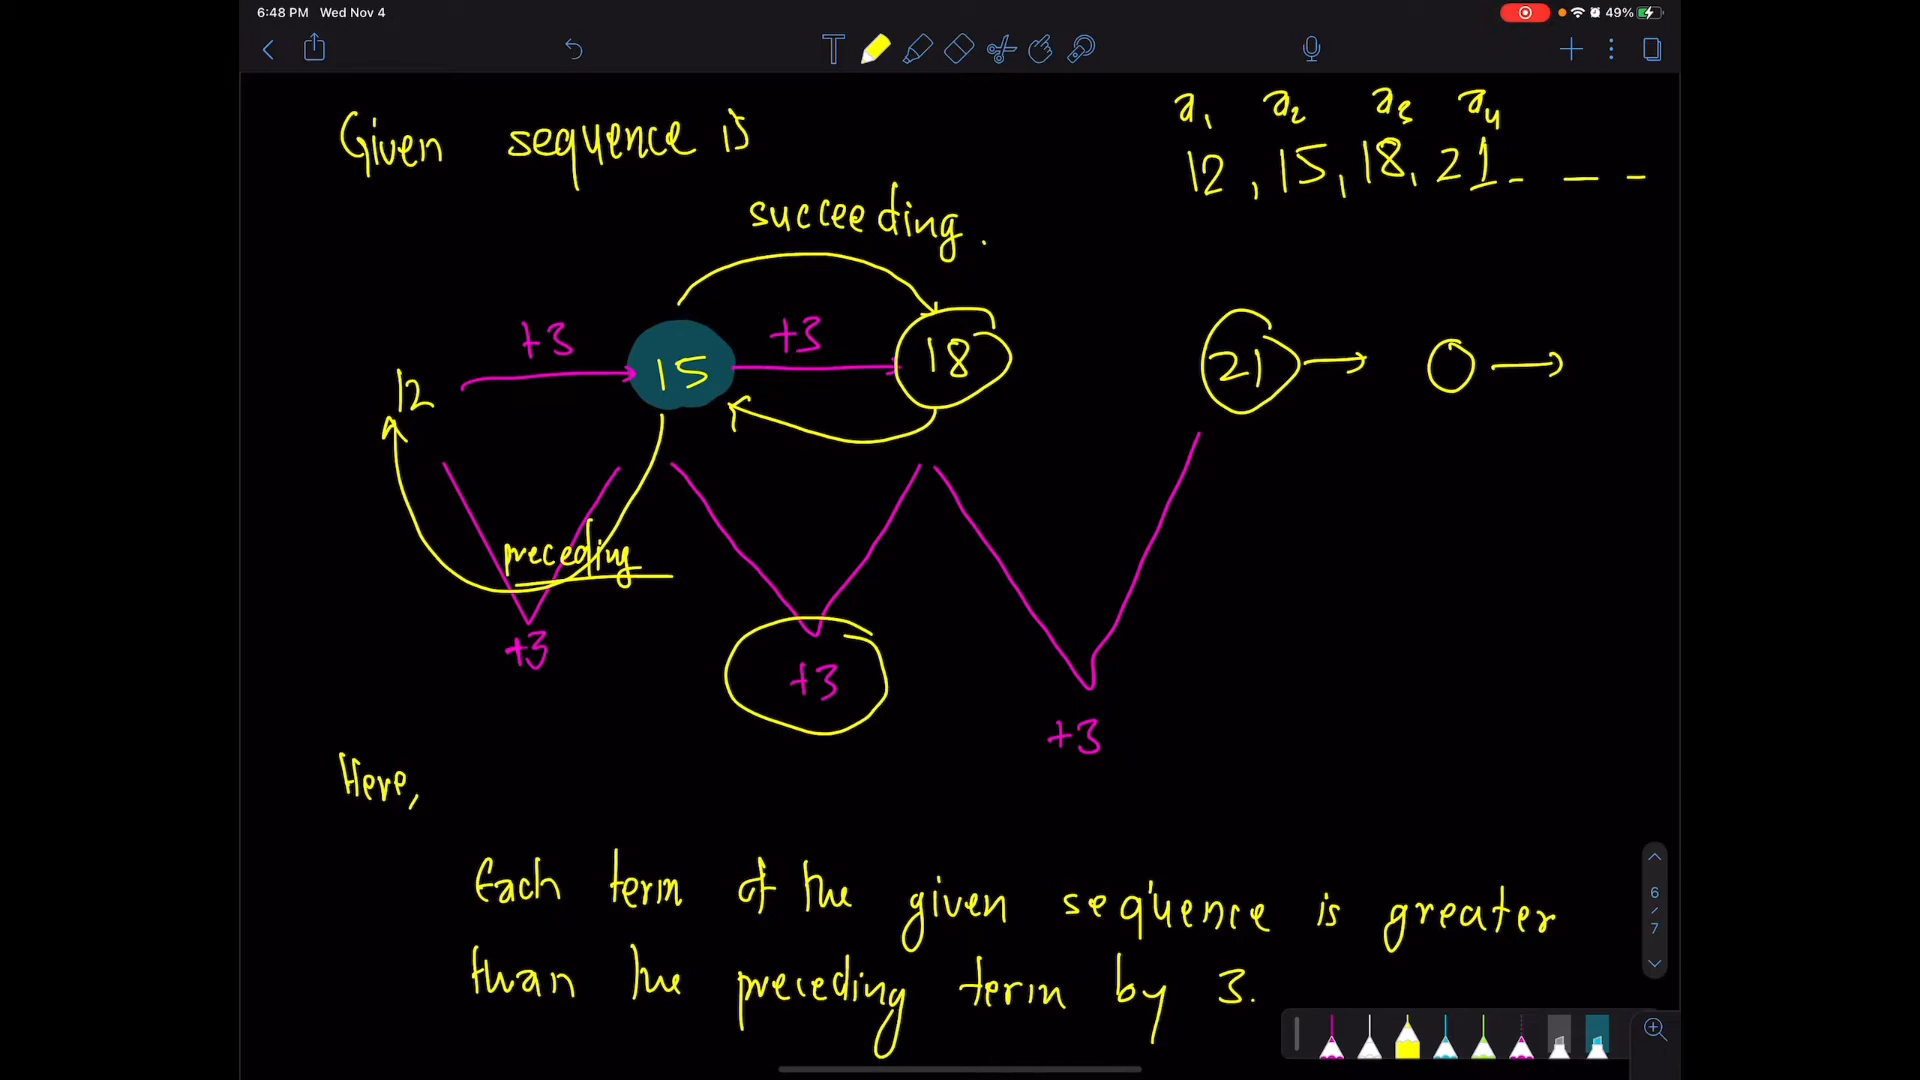 6:48 PM Wed Nov 4
49%
T
a1 a2 a3 a4
Given sequence is
12, 15, 18, 21 - - -
succeeding.
+3 +3
12 15 18 21
preceding
+3
+3
+3
Here,
Each term of the given sequence is greater
than the preceding term by 3.
6
/
7